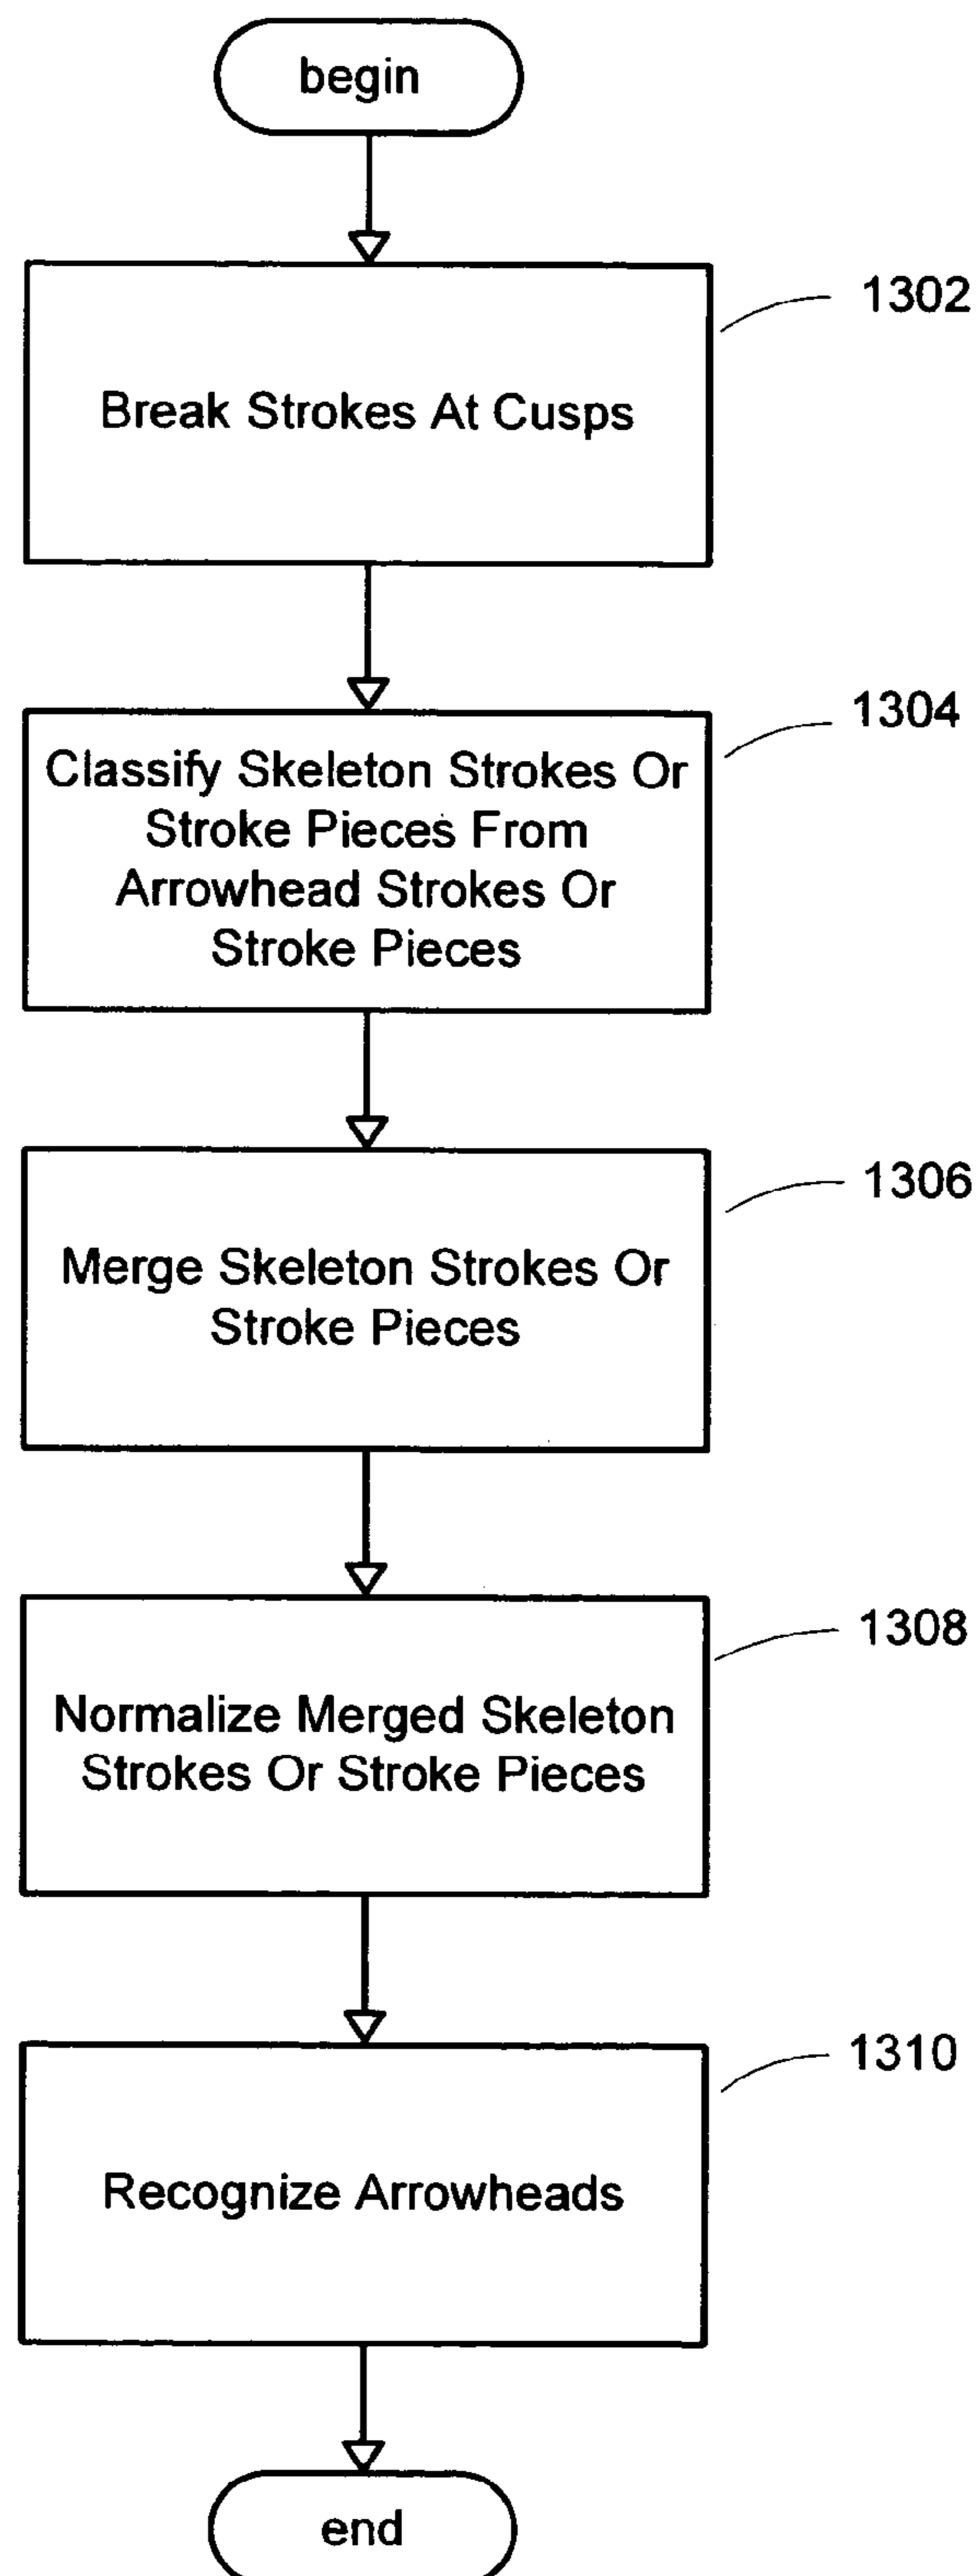 begin
1302
Break Strokes At Cusps
1304
Classify Skeleton Strokes Or
Stroke Pieces From
Arrowhead Strokes Or
Stroke Pieces
1306
Merge Skeleton Strokes Or
Stroke Pieces
1308
Normalize Merged Skeleton
Strokes Or Stroke Pieces
1310
Recognize Arrowheads
end